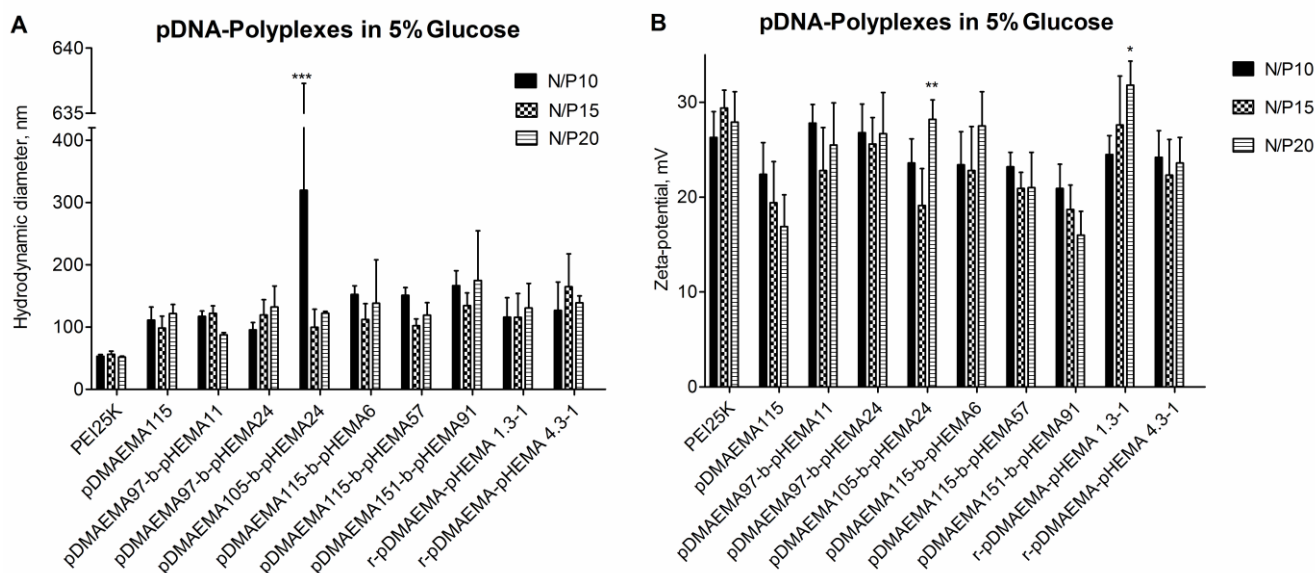 A
pDNA-Polyplexes in 5% Glucose
640
635
400
300
200
100
0
Hydrodynamic diameter, nm
***
N/P10
N/P15
N/P20
PEI25K
pDMAEMA115
pDMAEMA97-b-pHEMA11
pDMAEMA97-b-pHEMA24
pDMAEMA105-b-pHEMA24
pDMAEMA115-b-pHEMA6
pDMAEMA115-b-pHEMA57
pDMAEMA151-b-pHEMA91
r-pDMAEMA-pHEMA 1.3-1
r-pDMAEMA-pHEMA 4.3-1
B
pDNA-Polyplexes in 5% Glucose
30
20
10
0
Zeta-potential, mV
**
*
N/P10
N/P15
N/P20
PEI25K
pDMAEMA115
pDMAEMA97-b-pHEMA11
pDMAEMA97-b-pHEMA24
pDMAEMA105-b-pHEMA24
pDMAEMA115-b-pHEMA6
pDMAEMA115-b-pHEMA57
pDMAEMA151-b-pHEMA91
r-pDMAEMA-pHEMA 1.3-1
r-pDMAEMA-pHEMA 4.3-1